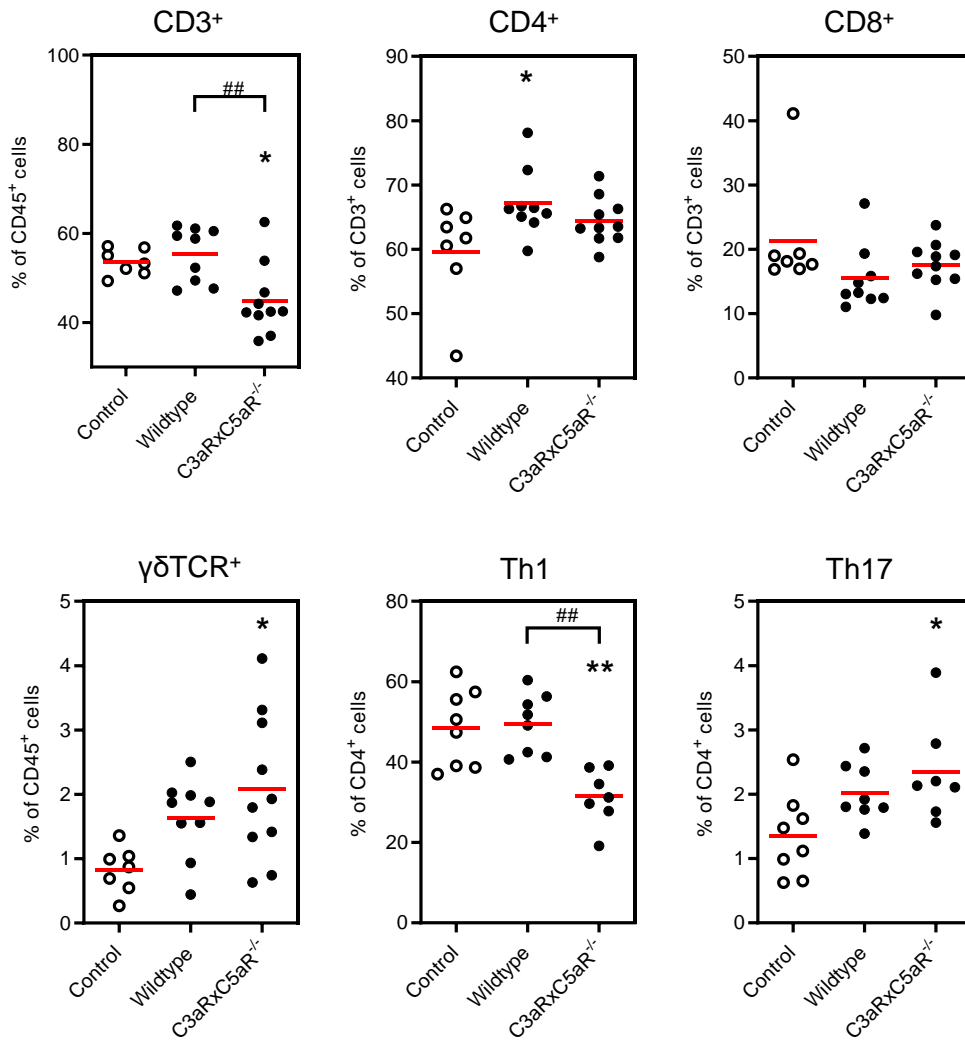 CD3⁺
100
80
60
40
% of CD45⁺ cells
##
*
Control
Wildtype
C3aRxC5aR⁻/⁻
CD4⁺
90
80
70
60
50
40
% of CD3⁺ cells
*
Control
Wildtype
C3aRxC5aR⁻/⁻
CD8⁺
50
40
30
20
10
0
% of CD3⁺ cells
Control
Wildtype
C3aRxC5aR⁻/⁻
γδTCR⁺
5
4
3
2
1
0
% of CD45⁺ cells
*
Control
Wildtype
C3aRxC5aR⁻/⁻
Th1
80
60
40
20
0
% of CD4⁺ cells
##
**
Control
Wildtype
C3aRxC5aR⁻/⁻
Th17
5
4
3
2
1
0
% of CD4⁺ cells
*
Control
Wildtype
C3aRxC5aR⁻/⁻